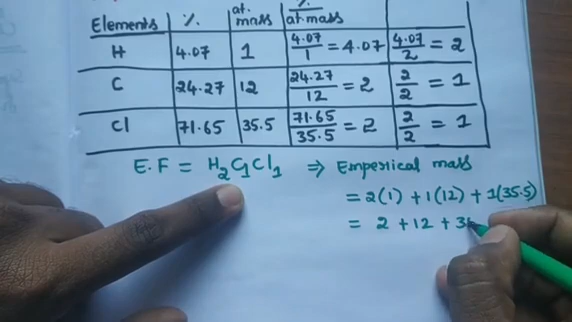 Elements % at. mass %/at.mass
H 4.07 1 4.07/1 = 4.07 4.07/2 = 2
C 24.27 12 24.27/12 = 2 2/2 = 1
Cl 71.65 35.5 71.65/35.5 = 2 2/2 = 1
E.F = H₂C₁Cl₁ ⇒ Emperical mass
= 2(1) + 1(12) + 1(35.5)
= 2 + 12 + 3